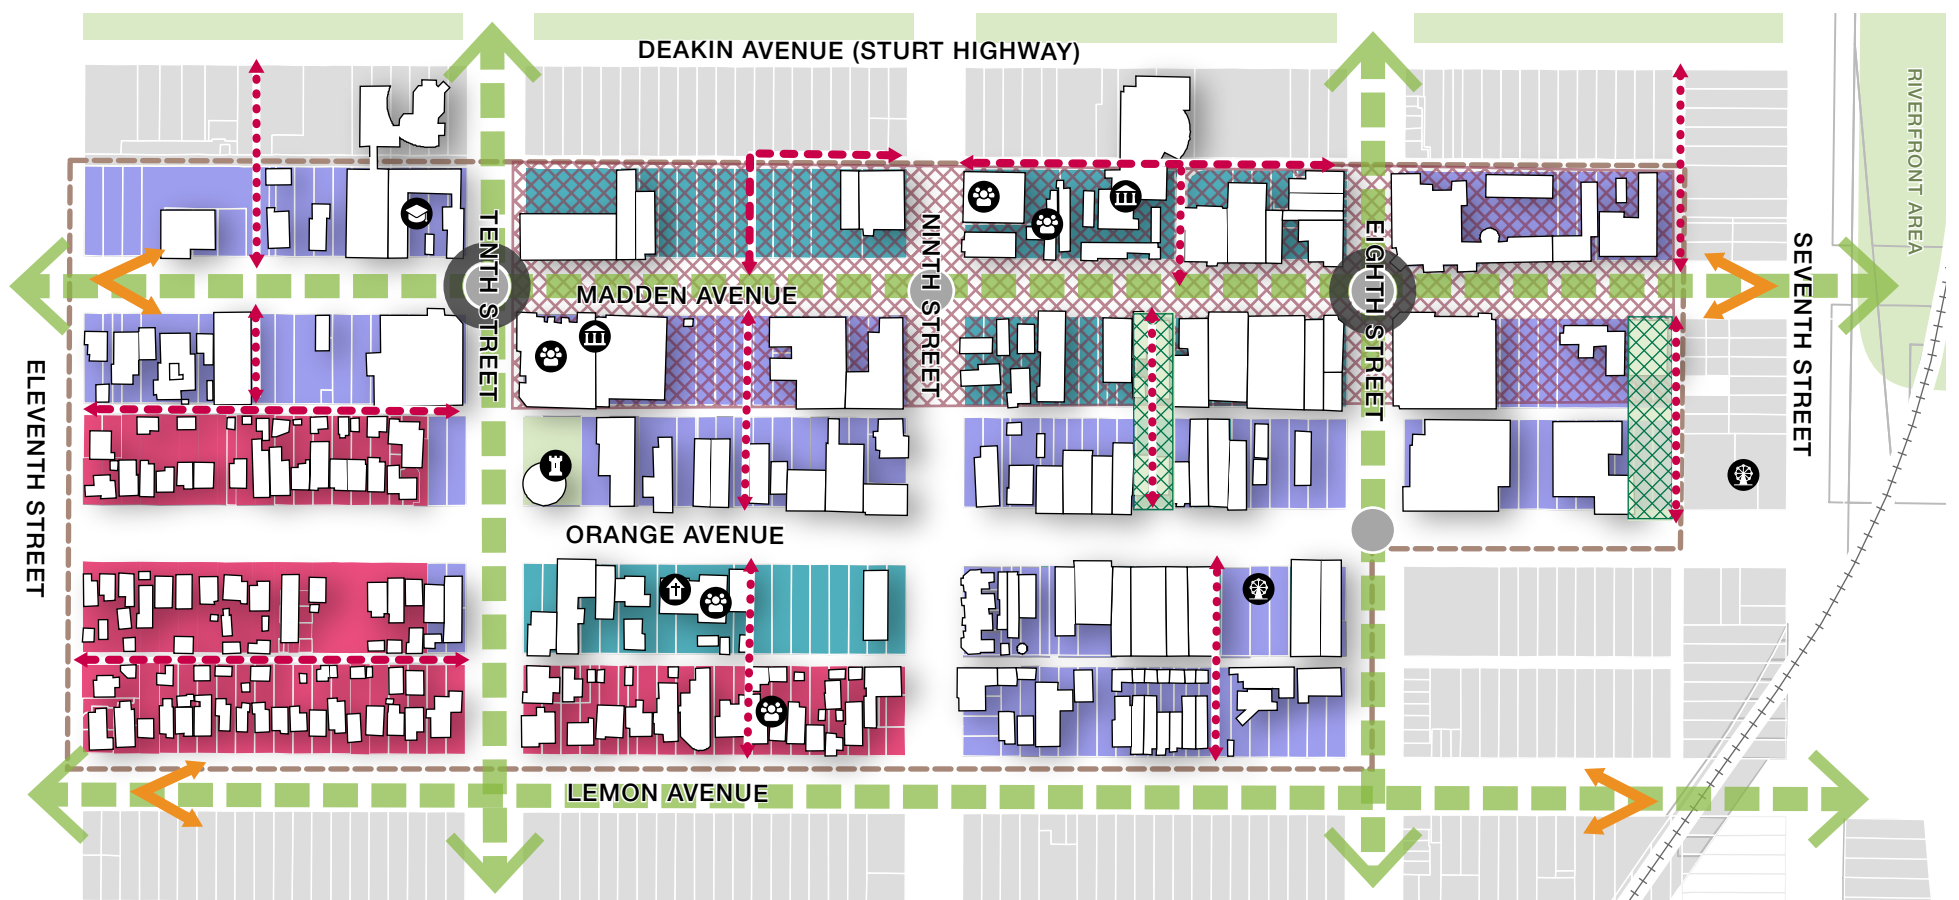 DEAKIN AVENUE (STURT HIGHWAY)
RIVERFRONT AREA
TENTH STREET
NINTH STREET
EIGHTH STREET
SEVENTH STREET
MADDEN AVENUE
ELEVENTH STREET
ORANGE AVENUE
LEMON AVENUE